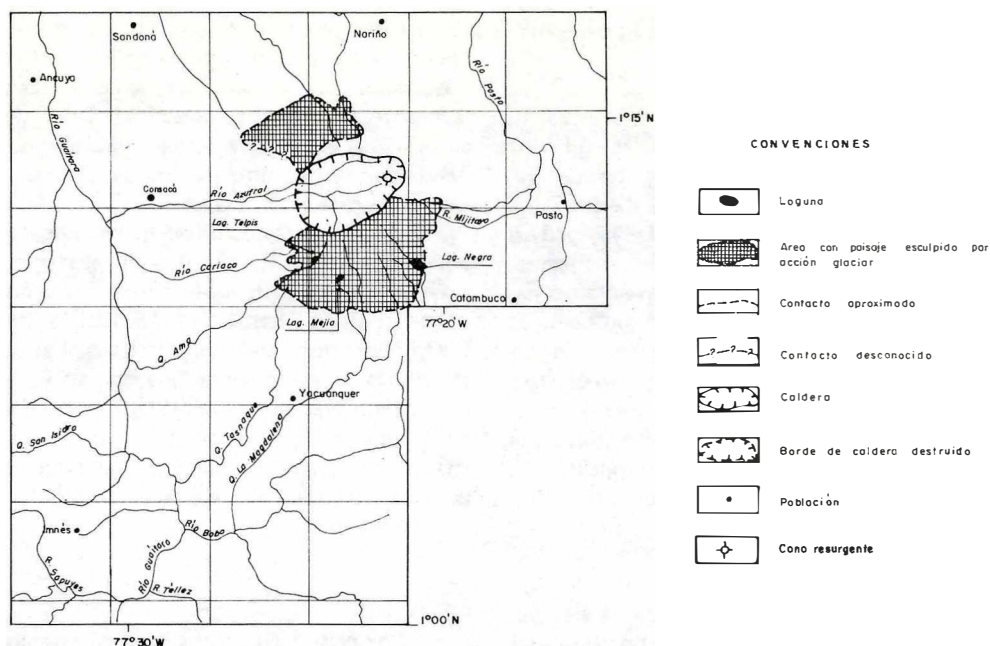 Sandoná
Nariño
Ancuya
Río Pasto
1°15'N
Río Guáitara
Consacá
Río Azufral
Pasto
R. Mijitayo
Lag. Telpis
Lag. Negra
Río Cariaco
Catambuco
77°20'W
Lag. Mejía
Q. Ama
Yacuanquer
Q. Tasnaque
Q. La Magdalena
Q. San Isidro
Imués
Río Bobo
R. Sapuyes
Río Guáitara
R. Téllez
1°00'N
77°30'W
CONVENCIONES
Laguna
Area con paisaje esculpido por
acción glaciar
Contacto aproximado
? ? ?
Contacto desconocido
Caldera
Borde de caldera destruido
Población
Cono resurgente